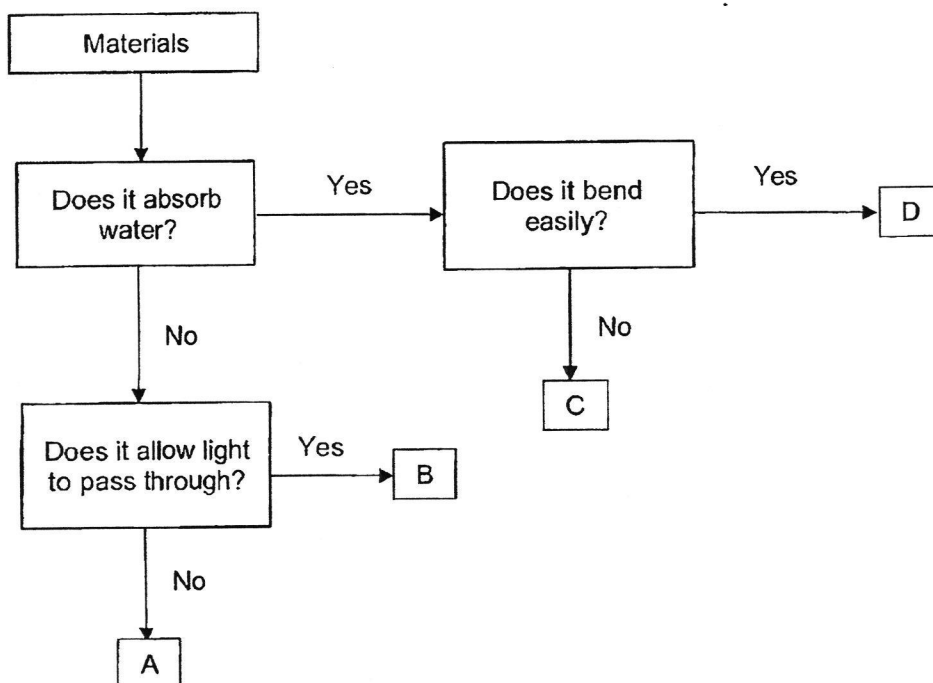 Materials
Does it absorb
water?
Yes
Does it bend
easily?
Yes
D
No
No
C
Does it allow light
to pass through?
Yes
B
No
A